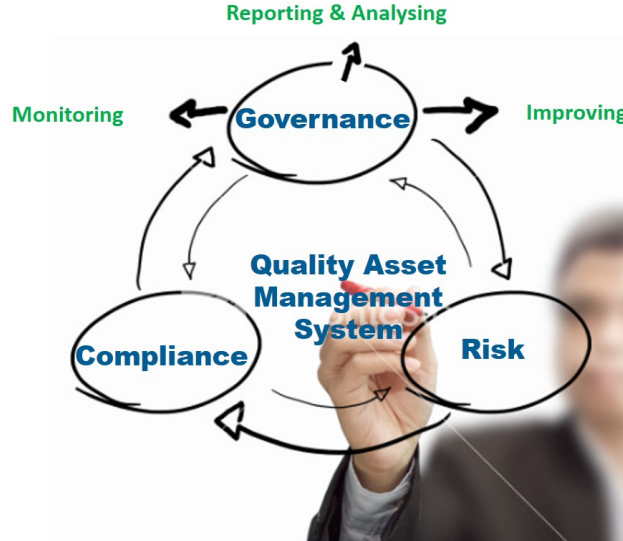 Reporting & Analysing
Monitoring
Governance
Improving
Quality Asset
Management
System
Compliance
Risk